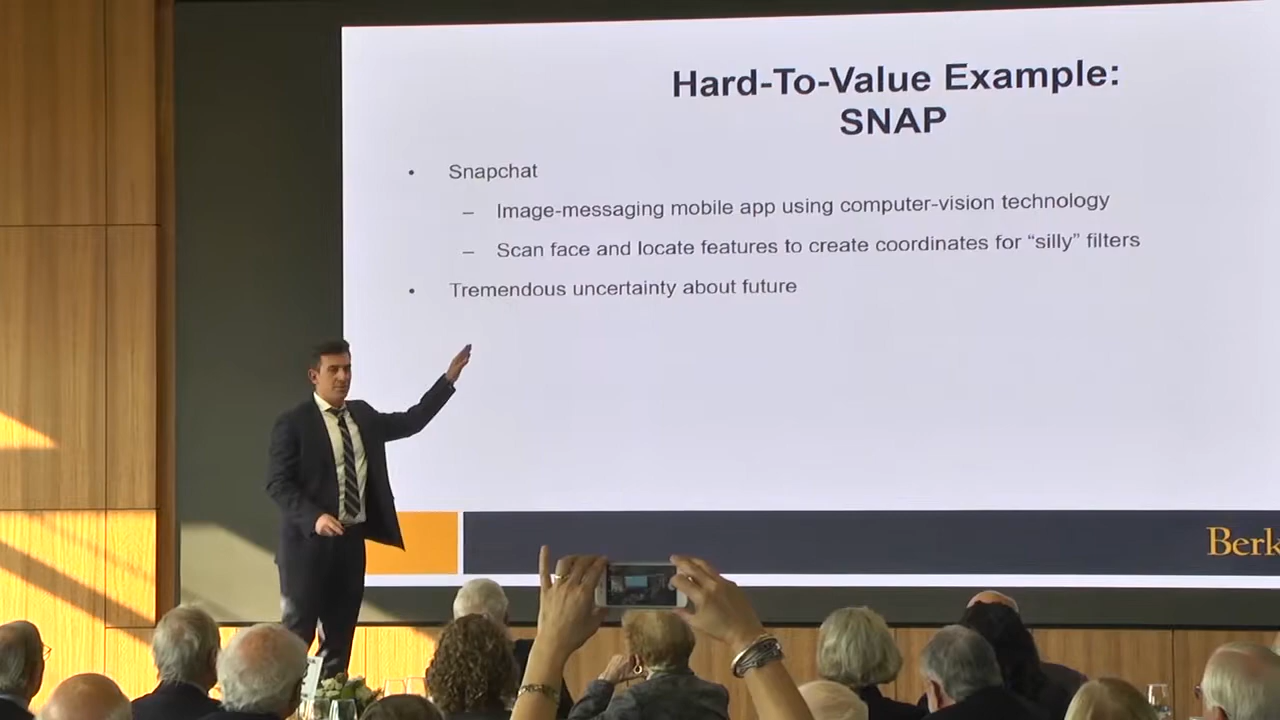 Hard-To-Value Example:
SNAP
• Snapchat
– Image-messaging mobile app using computer-vision technology
– Scan face and locate features to create coordinates for “silly” filters
• Tremendous uncertainty about future
Berk